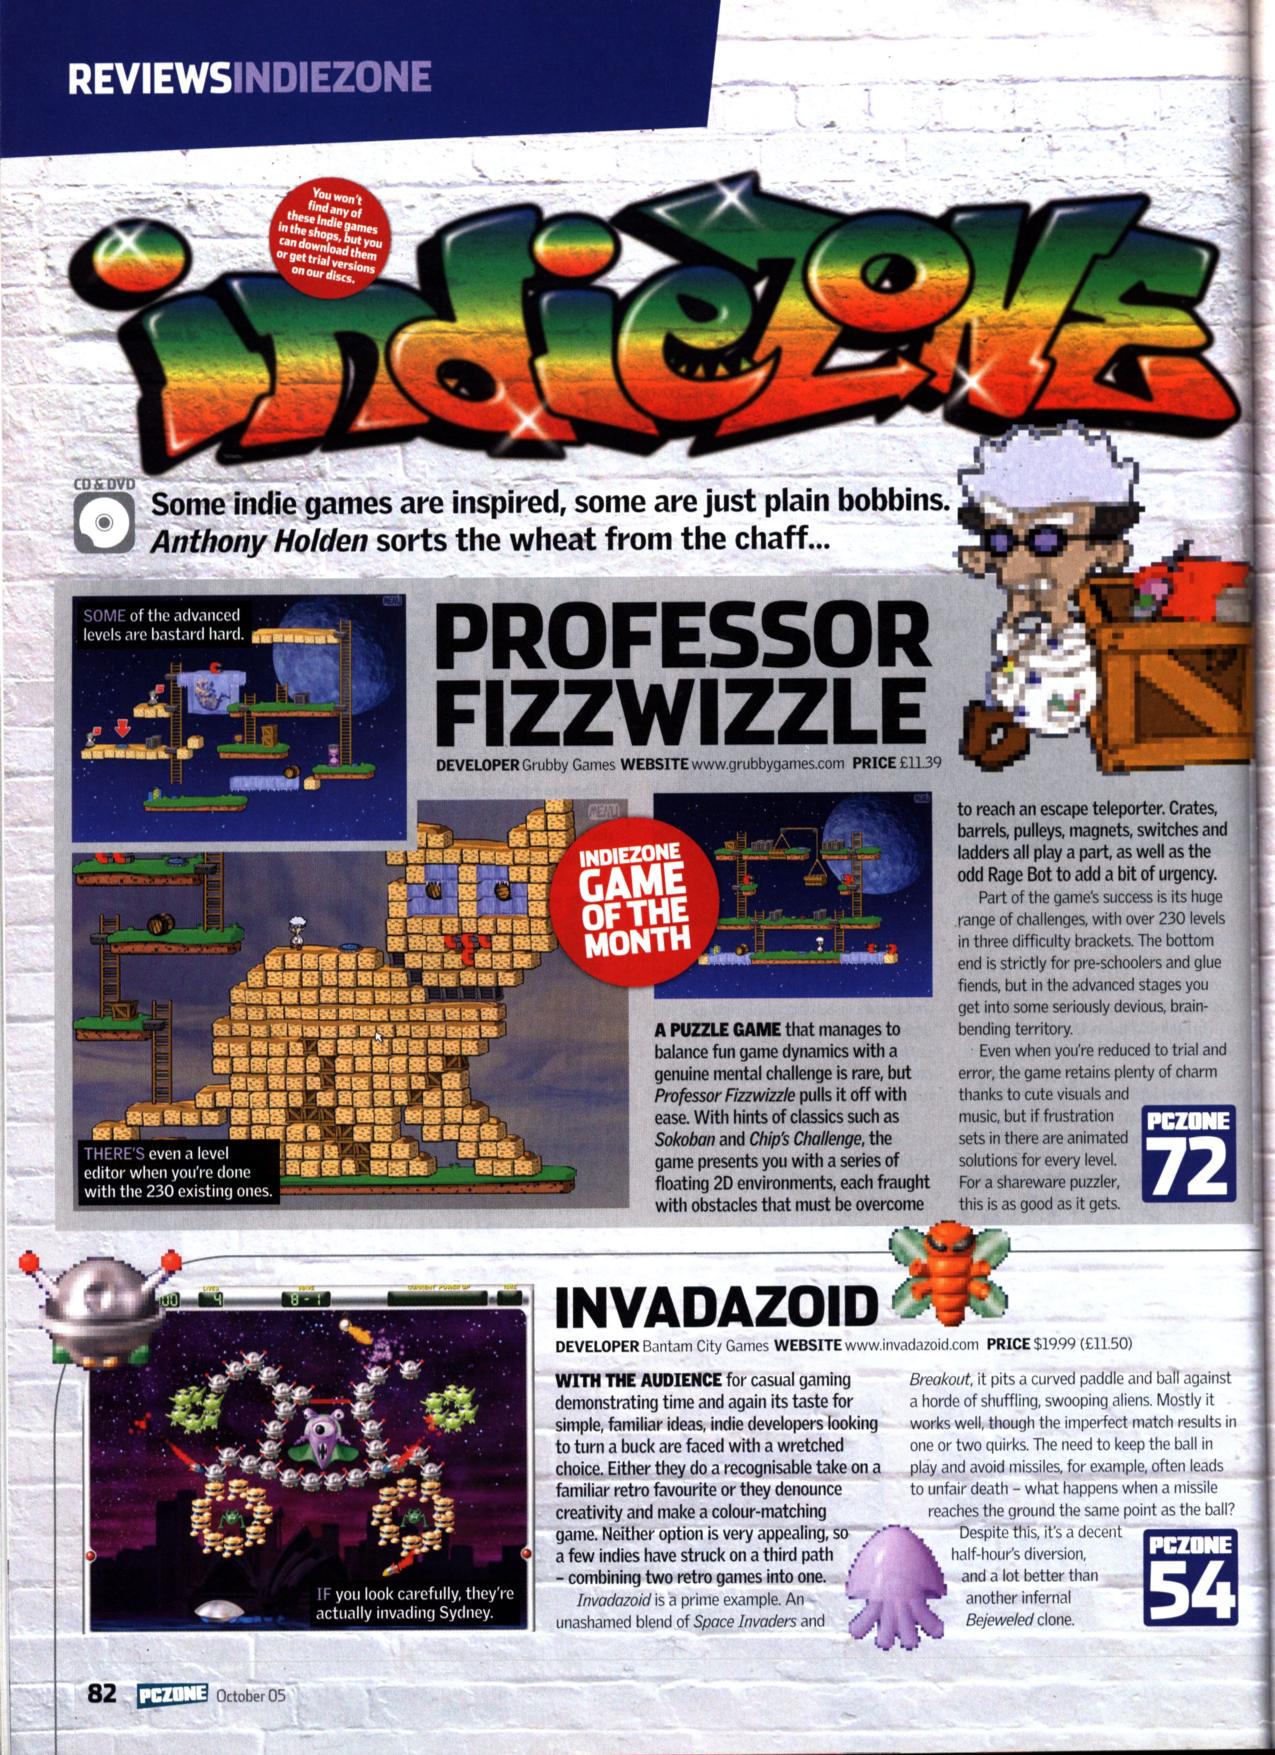 REVIEWSINDIEZONE
You won't
find any of
these Indie games
in the shops, but you
can download them
or get trial versions
on our discs.
indieZONE
CD & DVD
Some indie games are inspired, some are just plain bobbins.
Anthony Holden sorts the wheat from the chaff...
SOME of the advanced
levels are bastard hard.
MENU
PROFESSOR
FIZZWIZZLE
DEVELOPER Grubby Games WEBSITE www.grubbygames.com PRICE £11.39
MENU
INDIEZONE
GAME
OF THE
MONTH
THERE'S even a level
editor when you're done
with the 230 existing ones.
A PUZZLE GAME that manages to
balance fun game dynamics with a
genuine mental challenge is rare, but
Professor Fizzwizzle pulls it off with
ease. With hints of classics such as
Sokoban and Chip's Challenge, the
game presents you with a series of
floating 2D environments, each fraught
with obstacles that must be overcome
to reach an escape teleporter. Crates,
barrels, pulleys, magnets, switches and
ladders all play a part, as well as the
odd Rage Bot to add a bit of urgency.
Part of the game's success is its huge
range of challenges, with over 230 levels
in three difficulty brackets. The bottom
end is strictly for pre-schoolers and glue
fiends, but in the advanced stages you
get into some seriously devious, brain-
bending territory.
Even when you're reduced to trial and
error, the game retains plenty of charm
thanks to cute visuals and
music, but if frustration
sets in there are animated
solutions for every level.
For a shareware puzzler,
this is as good as it gets.
PCZONE
72
LIVES
CURRENT POWER UP
4
8-1
IF you look carefully, they're
actually invading Sydney.
INVADAZOID
DEVELOPER Bantam City Games WEBSITE www.invadazoid.com PRICE $19.99 (£11.50)
WITH THE AUDIENCE for casual gaming
demonstrating time and again its taste for
simple, familiar ideas, indie developers looking
to turn a buck are faced with a wretched
choice. Either they do a recognisable take on a
familiar retro favourite or they denounce
creativity and make a colour-matching
game. Neither option is very appealing, so
a few indies have struck on a third path
– combining two retro games into one.
Invadazoid is a prime example. An
unashamed blend of Space Invaders and
Breakout, it pits a curved paddle and ball against
a horde of shuffling, swooping aliens. Mostly it
works well, though the imperfect match results in
one or two quirks. The need to keep the ball in
play and avoid missiles, for example, often leads
to unfair death – what happens when a missile
reaches the ground the same point as the ball?
Despite this, it's a decent
half-hour's diversion,
and a lot better than
another infernal
Bejeweled clone.
PCZONE
54
82 PCZONE October 05